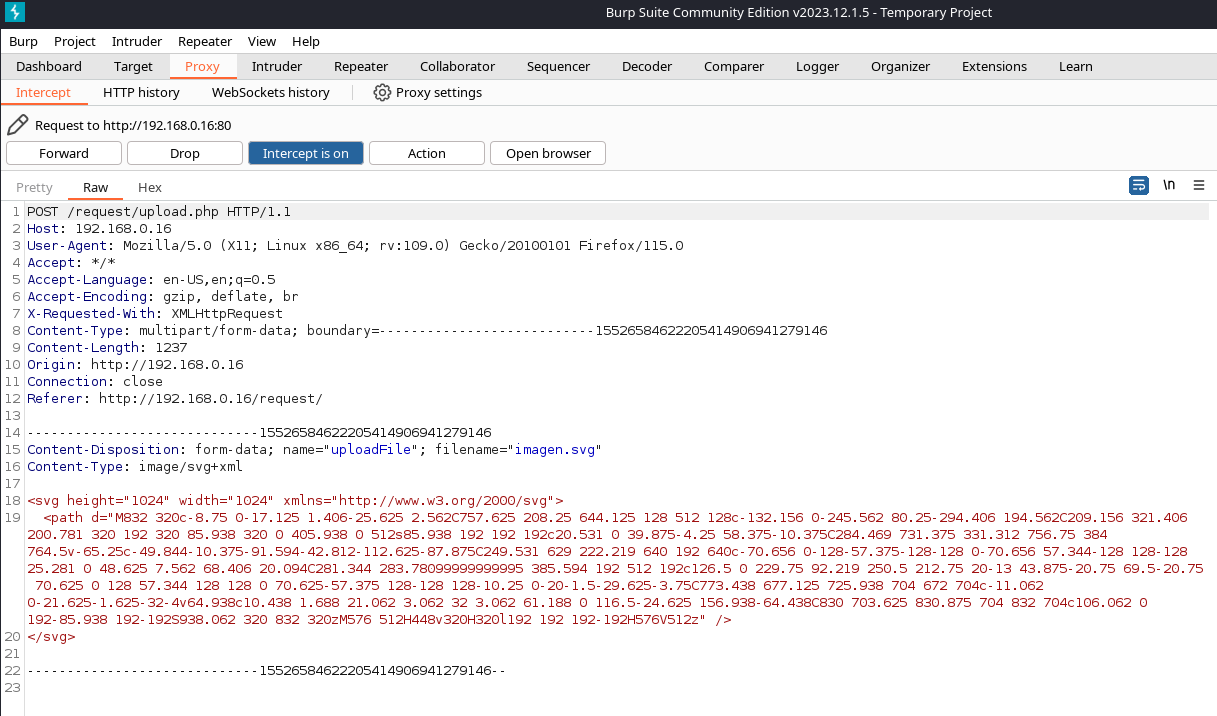 Burp Suite Community Edition v2023.12.1.5 - Temporary Project
Burp Project Intruder Repeater View Help
Dashboard Target Proxy Intruder Repeater Collaborator Sequencer Decoder Comparer Logger Organizer Extensions Learn
Intercept HTTP history WebSockets history Proxy settings
Request to http://192.168.0.16:80
Forward Drop Intercept is on Action Open browser
Pretty Raw Hex \n
1 POST /request/upload.php HTTP/1.1
2 Host: 192.168.0.16
3 User-Agent: Mozilla/5.0 (X11; Linux x86_64; rv:109.0) Gecko/20100101 Firefox/115.0
4 Accept: */*
5 Accept-Language: en-US,en;q=0.5
6 Accept-Encoding: gzip, deflate, br
7 X-Requested-With: XMLHttpRequest
8 Content-Type: multipart/form-data; boundary=---------------------------15526584622205414906941279146
9 Content-Length: 1237
10 Origin: http://192.168.0.16
11 Connection: close
12 Referer: http://192.168.0.16/request/
13
14 -----------------------------15526584622205414906941279146
15 Content-Disposition: form-data; name="uploadFile"; filename="imagen.svg"
16 Content-Type: image/svg+xml
17
18 <svg height="1024" width="1024" xmlns="http://www.w3.org/2000/svg">
19 <path d="M832 320c-8.75 0-17.125 1.406-25.625 2.562C757.625 208.25 644.125 128 512 128c-132.156 0-245.562 80.25-294.406 194.562C209.156 321.406
200.781 320 192 320 85.938 320 0 405.938 0 512s85.938 192 192 192c20.531 0 39.875-4.25 58.375-10.375C284.469 731.375 331.312 756.75 384
764.5v-65.25c-49.844-10.375-91.594-42.812-112.625-87.875C249.531 629 222.219 640 192 640c-70.656 0-128-57.375-128-128 0-70.656 57.344-128 128-128
25.281 0 48.625 7.562 68.406 20.094C281.344 283.78099999999995 385.594 192 512 192c126.5 0 229.75 92.219 250.5 212.75 20-13 43.875-20.75 69.5-20.75
70.625 0 128 57.344 128 128 0 70.625-57.375 128-128 128-10.25 0-20-1.5-29.625-3.75C773.438 677.125 725.938 704 672 704c-11.062
0-21.625-1.625-32-4v64.938c10.438 1.688 21.062 3.062 32 3.062 61.188 0 116.5-24.625 156.938-64.438C830 703.625 830.875 704 832 704c106.062 0
192-85.938 192-192S938.062 320 832 320zM576 512H448v320H320l192 192 192-192H576V512z" />
20 </svg>
21
22 -----------------------------15526584622205414906941279146--
23